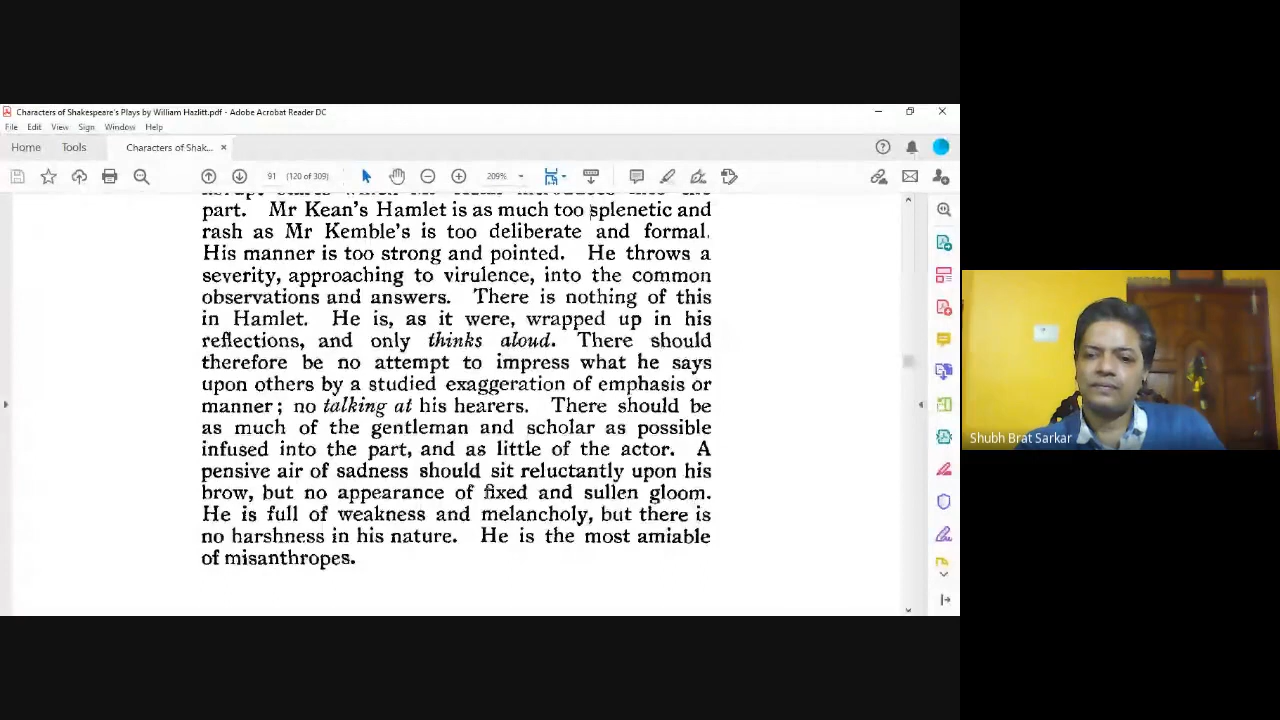 Characters of Shakespeare's Plays by William Hazlitt.pdf - Adobe Acrobat Reader DC
File Edit View Sign Window Help
Home Tools Characters of Shak... ×
91 (120 of 309) 209%
part. Mr Kean's Hamlet is as much too splenetic and
rash as Mr Kemble's is too deliberate and formal.
His manner is too strong and pointed. He throws a
severity, approaching to virulence, into the common
observations and answers. There is nothing of this
in Hamlet. He is, as it were, wrapped up in his
reflections, and only thinks aloud. There should
therefore be no attempt to impress what he says
upon others by a studied exaggeration of emphasis or
manner; no talking at his hearers. There should be
as much of the gentleman and scholar as possible
infused into the part, and as little of the actor. A
pensive air of sadness should sit reluctantly upon his
brow, but no appearance of fixed and sullen gloom.
He is full of weakness and melancholy, but there is
no harshness in his nature. He is the most amiable
of misanthropes.
Shubh Brat Sarkar